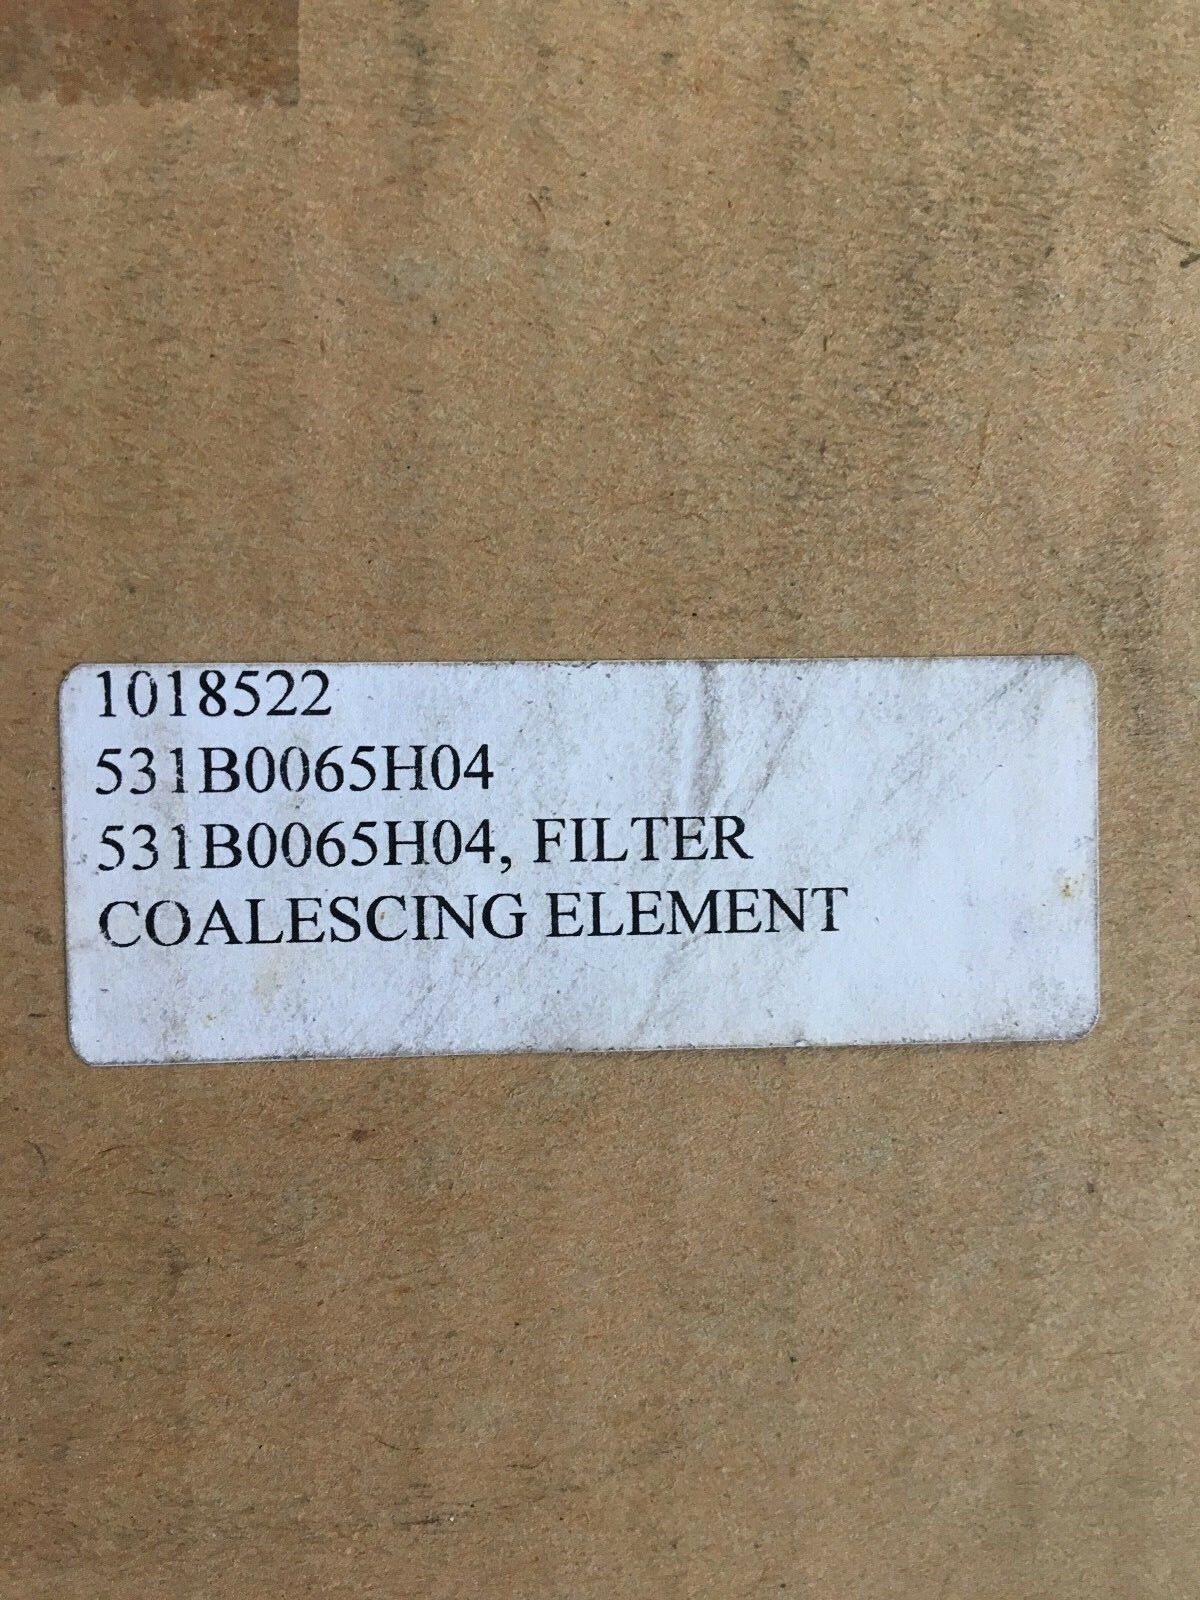 1018522
531B0065H04
531B0065H04, FILTER
COALESCING ELEMENT